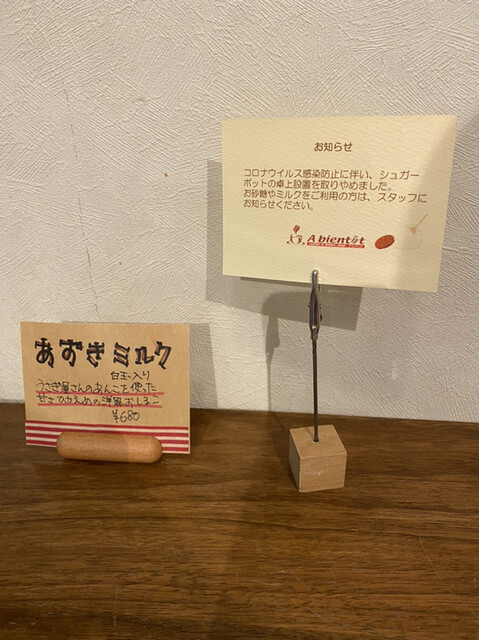 お知らせ
コロナウイルス感染防止に伴い、シュガー
ポットの卓上設置を取りやめました。
お砂糖やミルクをご利用の方は、スタッフに
お知らせください。
A bientôt
あずきミルク
白玉入り
うさぎ屋さんのあんこを使った
甘さひかえめの洋風おしるこ
¥680